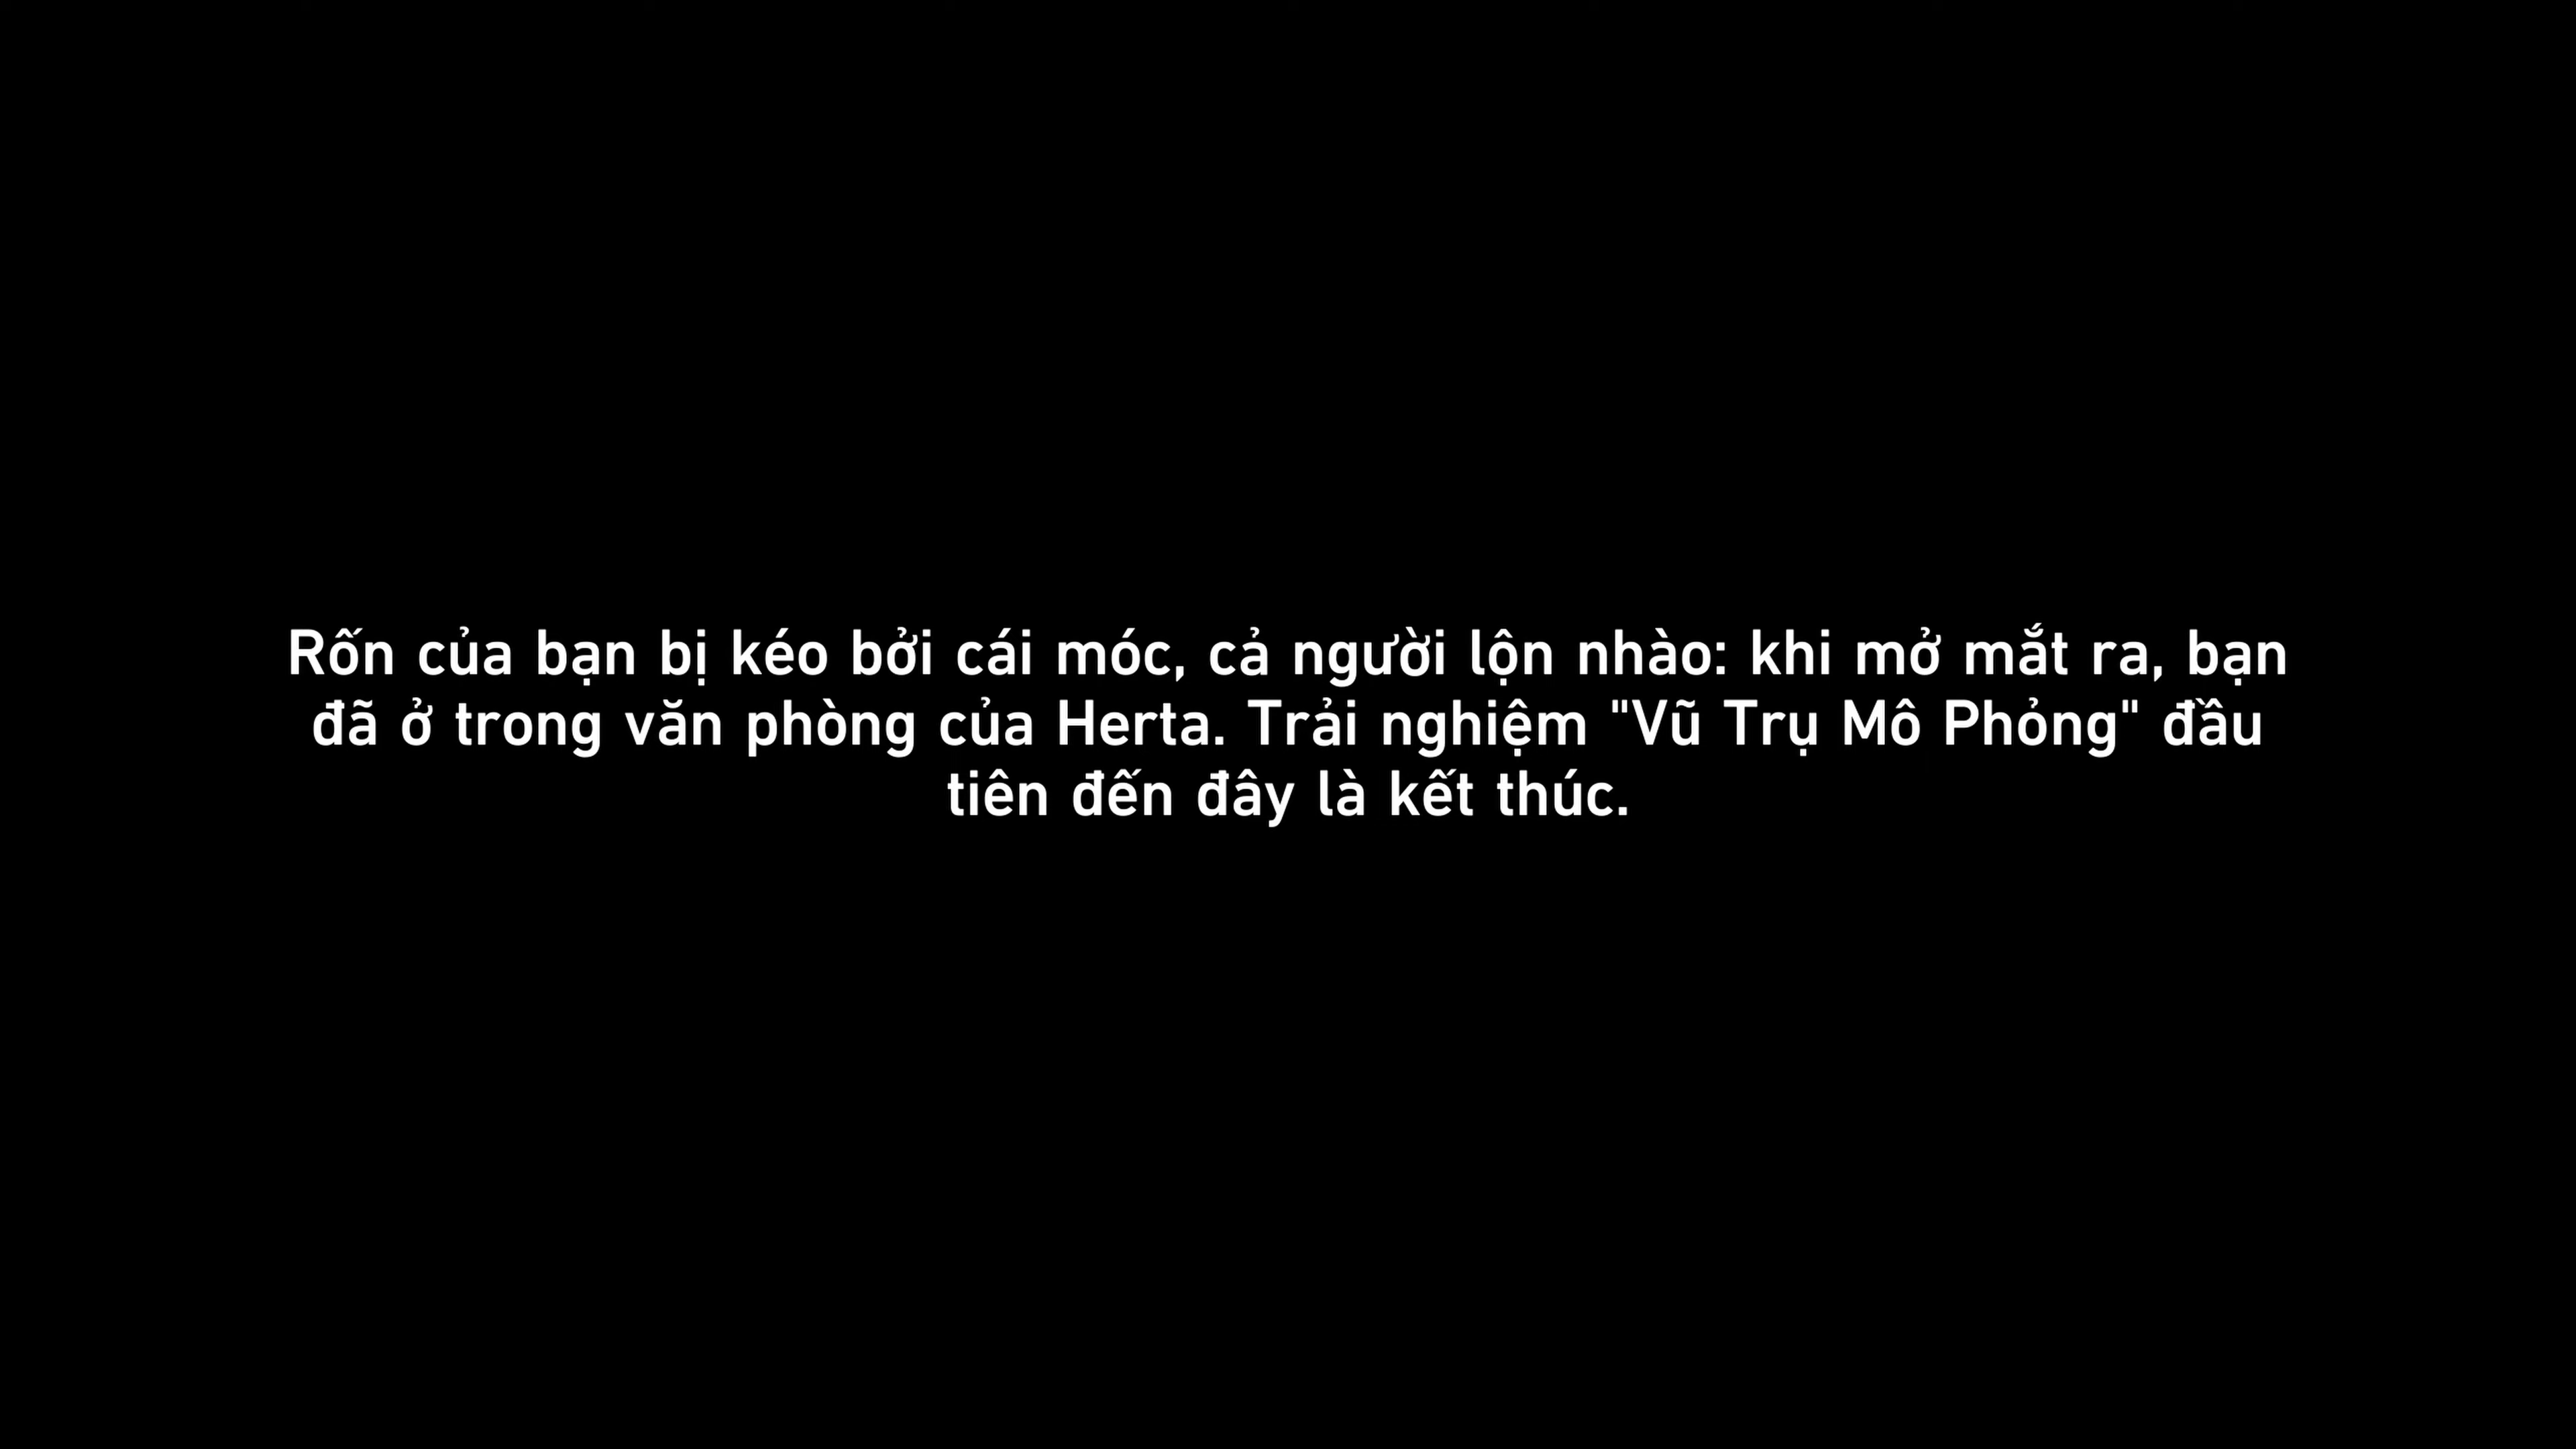 Rốn của bạn bị kéo bởi cái móc, cả người lộn nhào: khi mở mắt ra, bạn
đã ở trong văn phòng của Herta. Trải nghiệm "Vũ Trụ Mô Phỏng" đầu
tiên đến đây là kết thúc.